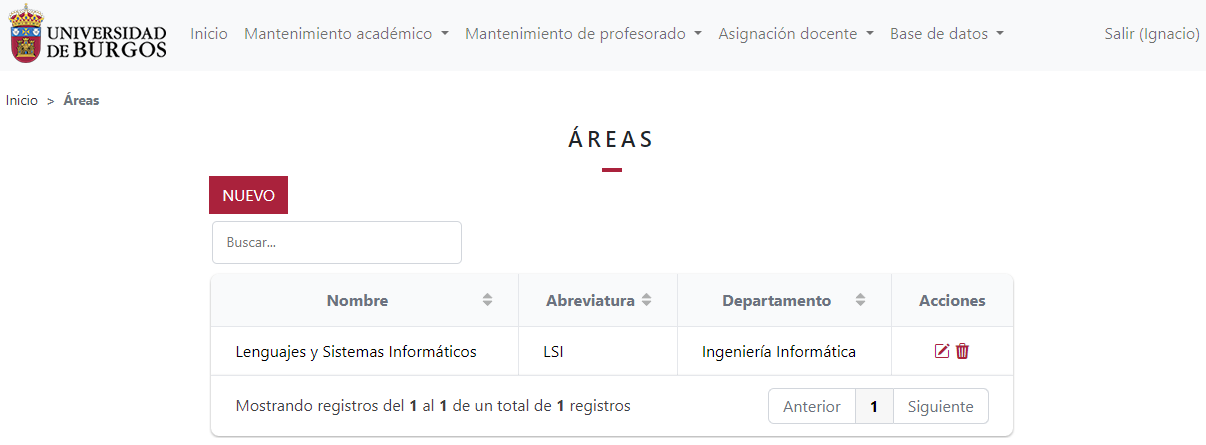 UNIVERSIDAD
DE BURGOS
Inicio Mantenimiento académico Mantenimiento de profesorado Asignación docente Base de datos Salir (Ignacio)
Inicio > Áreas
ÁREAS
NUEVO
Buscar...
Nombre Abreviatura Departamento Acciones
Lenguajes y Sistemas Informáticos LSI Ingeniería Informática
Mostrando registros del 1 al 1 de un total de 1 registros Anterior 1 Siguiente